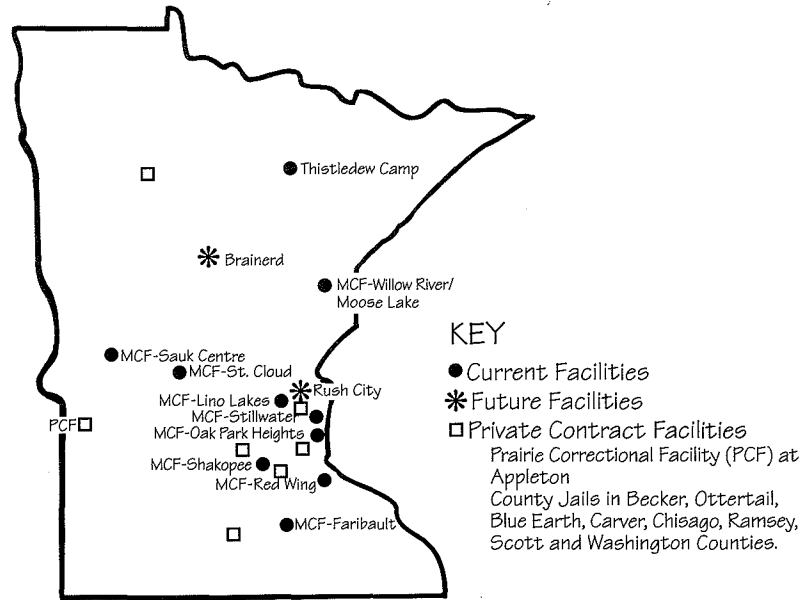 Thistledew Camp
Brainerd
MCF-Willow River/
Moose Lake
MCF-Sauk Centre
MCF-St. Cloud
Rush City
MCF-Lino Lakes
MCF-Stillwater
PCF
MCF-Oak Park Heights
MCF-Shakopee
MCF-Red Wing
MCF-Faribault
KEY
Current Facilities
Future Facilities
Private Contract Facilities
Prairie Correctional Facility (PCF) at
Appleton
County Jails in Becker, Ottertail,
Blue Earth, Carver, Chisago, Ramsey,
Scott and Washington Counties.